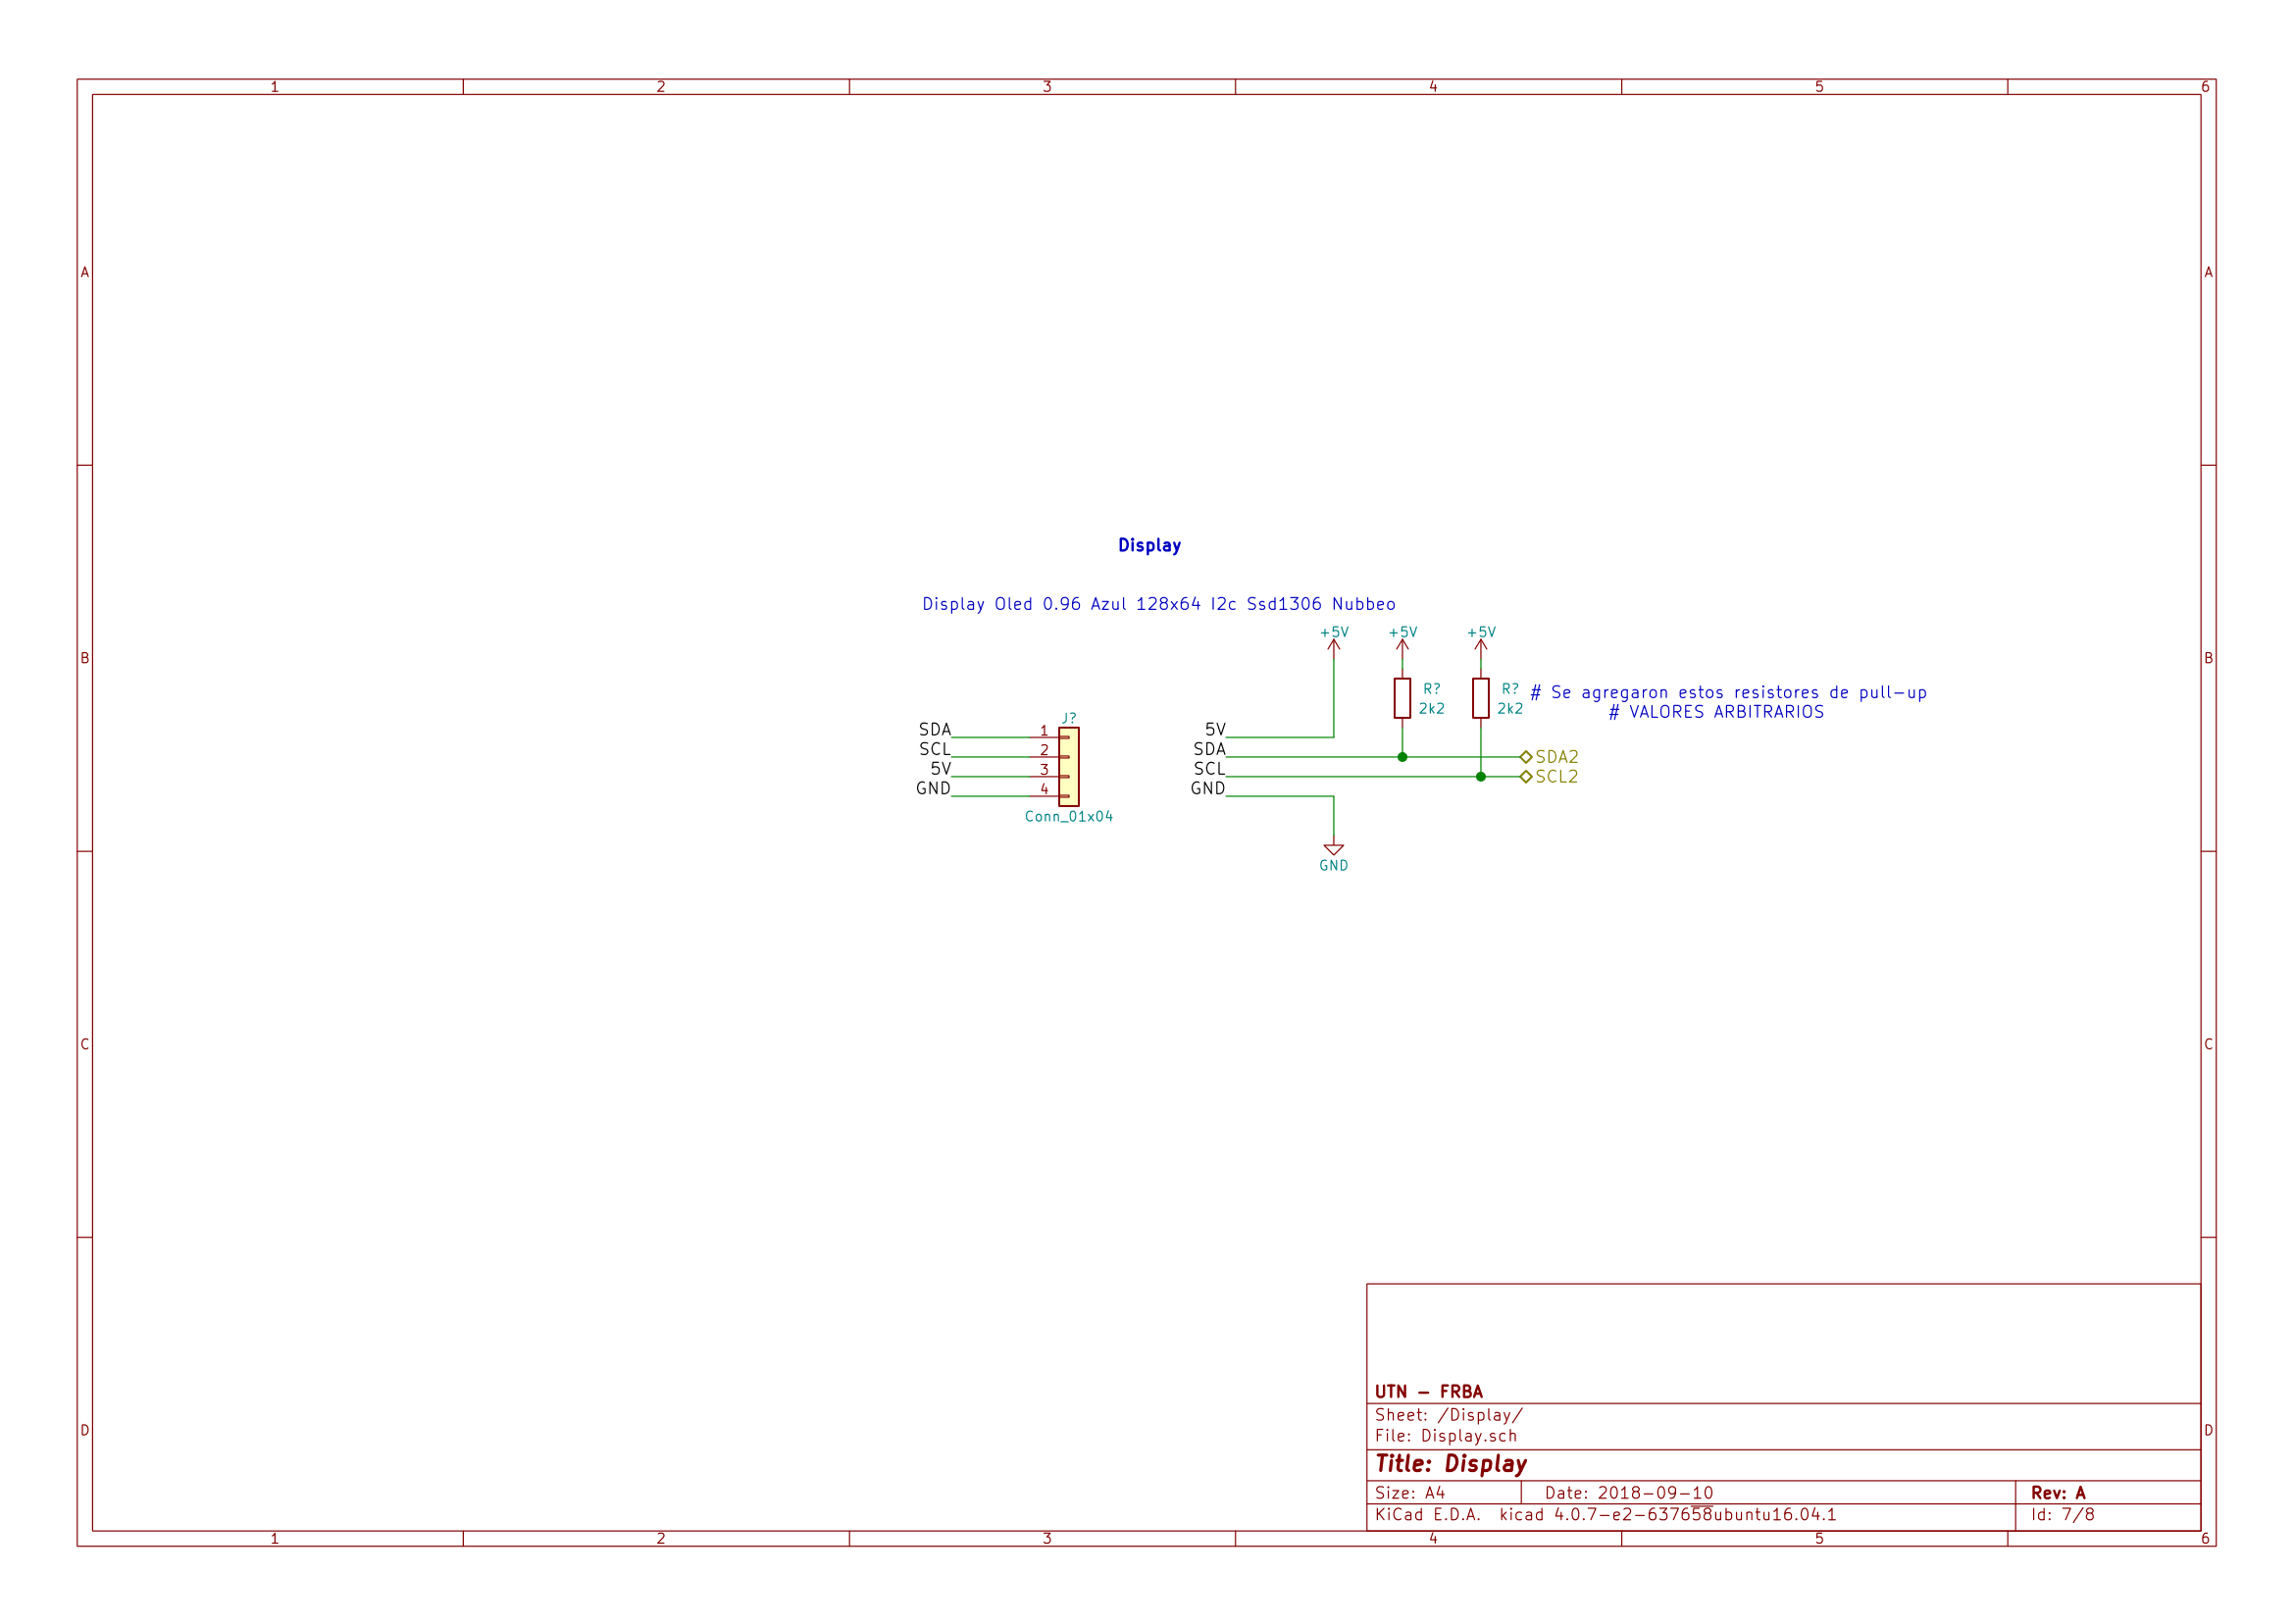 1 2 3 4 5 6
A A
B B
C C
D D
Display
Display Oled 0.96 Azul 128x64 I2c Ssd1306 Nubbeo
+5V +5V +5V
R? R? # Se agregaron estos resistores de pull-up
2k2 2k2 # VALORES ARBITRARIOS
J?
SDA 1 5V
SCL 2 SDA SDA2
5V 3 SCL SCL2
GND 4 GND
Conn_01x04
GND
UTN - FRBA
Sheet: /Display/
File: Display.sch
Title: Display
Size: A4 Date: 2018-09-10 Rev: A
KiCad E.D.A. kicad 4.0.7-e2-637658ubuntu16.04.1 Id: 7/8
1 2 3 4 5 6